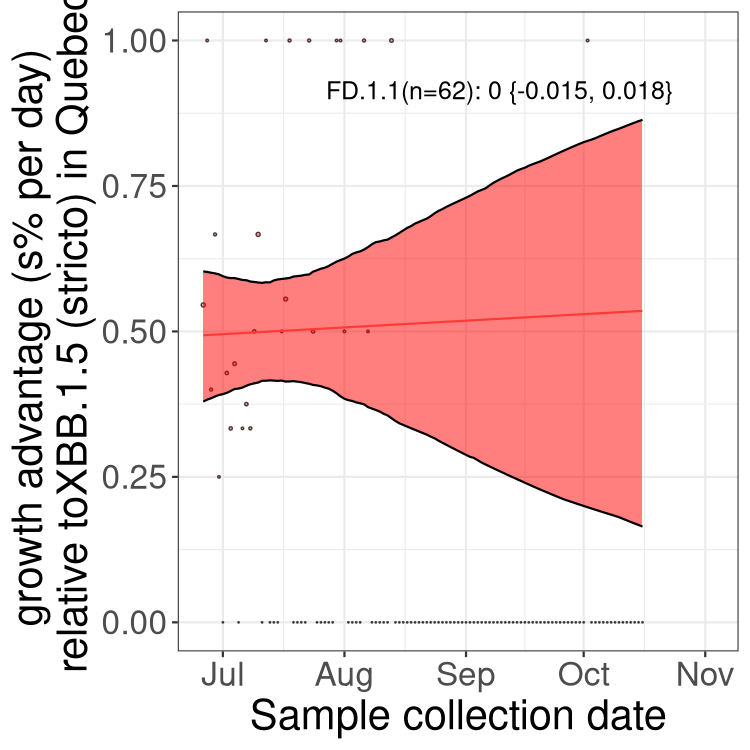 growth advantage (s% per day)
relative toXBB.1.5 (stricto) in Quebec
1.00
0.75
0.50
0.25
0.00
FD.1.1(n=62): 0 {-0.015, 0.018}
Jul Aug Sep Oct Nov
Sample collection date